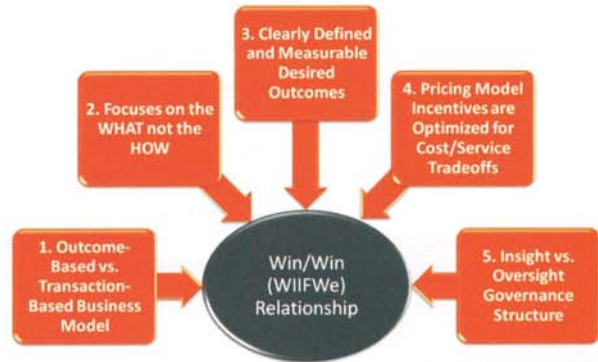 1. Outcome-
Based vs.
Transaction-
Based Business
Model
2. Focuses on the
WHAT not the
HOW
3. Clearly Defined
and Measurable
Desired
Outcomes
4. Pricing Model
Incentives are
Optimized for
Cost/Service
Tradeoffs
5. Insight vs.
Oversight
Governance
Structure
Win/Win
(WIIFWe)
Relationship